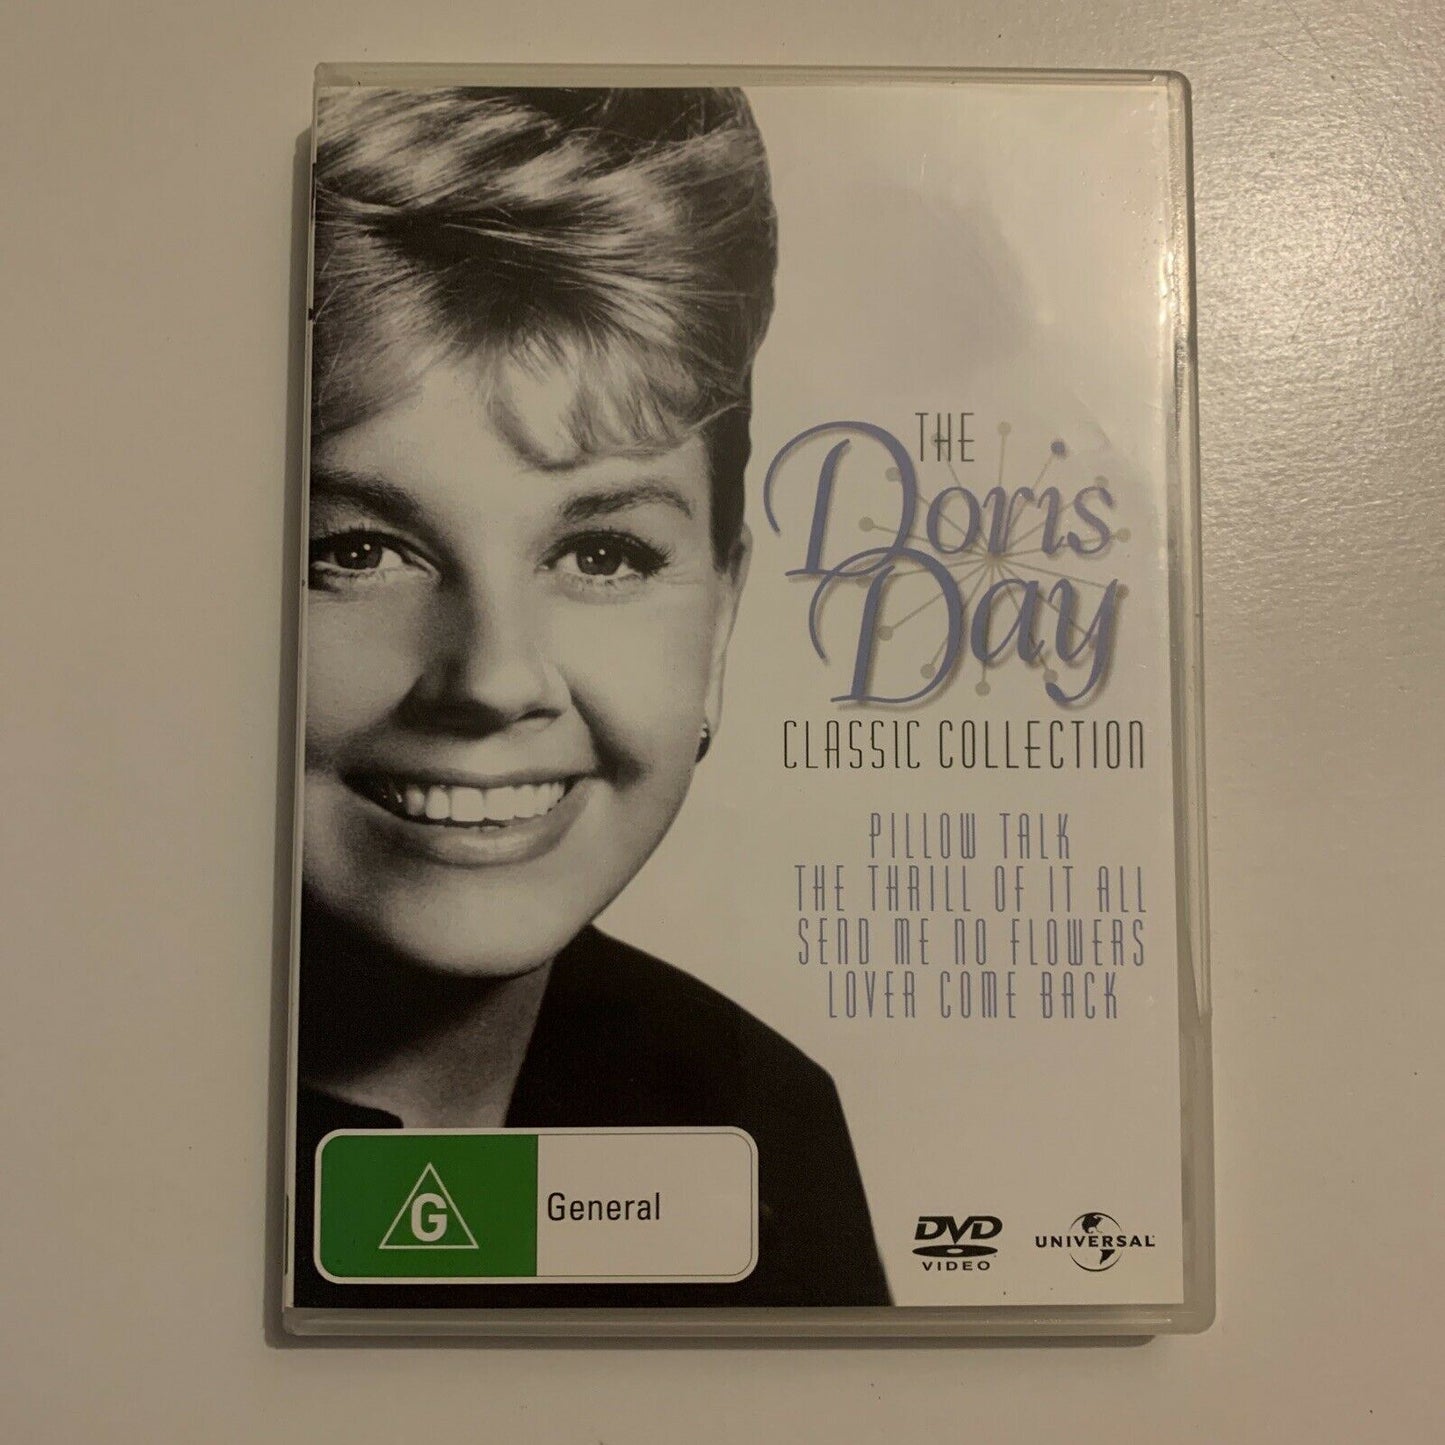 THE
Doris
Day
CLASSIC COLLECTION
PILLOW TALK
THE THRILL OF IT ALL
SEND ME NO FLOWERS
LOVER COME BACK
G
General
DVD
VIDEO
UNIVERSAL